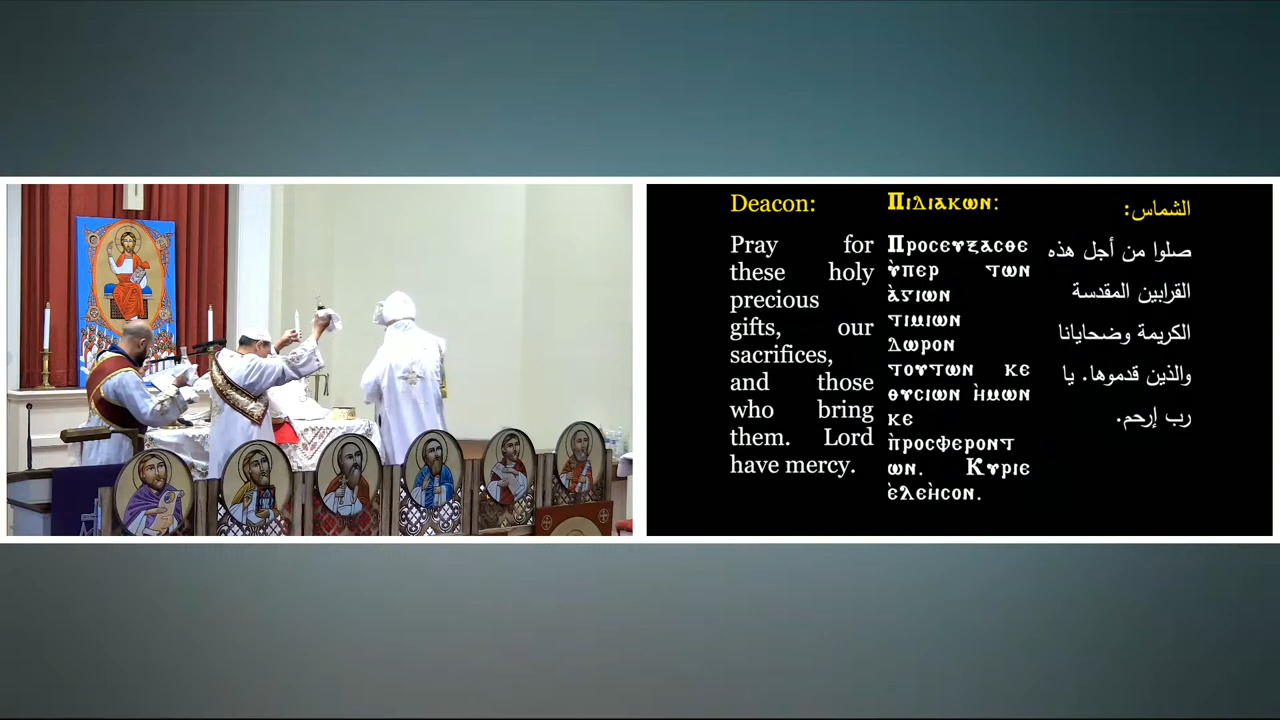 Deacon:
Pray for
these holy
precious
gifts, our
sacrifices,
and those
who bring
them. Lord
have mercy.
Ⲡⲓⲇⲓⲁⲕⲱⲛ:
Ⲡⲣⲟⲥⲉⲩⲝⲁⲥⲑⲉ
ⲩ̀ⲡⲉⲣ ⲧⲱⲛ
ⲁ̀ⲅⲓⲱⲛ
ⲧⲓⲙⲓⲱⲛ
ⲇⲱⲣⲟⲛ
ⲧⲟⲩⲧⲱⲛ ⲕⲉ
ⲑⲩⲥⲓⲱⲛ ⲏ̀ⲙⲱⲛ
ⲕⲉ
ⲡ̀ⲣⲟⲥⲫⲉⲣⲟⲛⲧ
ⲱⲛ. Ⲕⲩⲣⲓⲉ
ⲉ̀ⲗⲉⲏ̀ⲥⲟⲛ.
الشماس:
صلوا من أجل هذه
القرابين المقدسة
الكريمة وضحايانا
والذين قدموها. يا
رب إرحم.